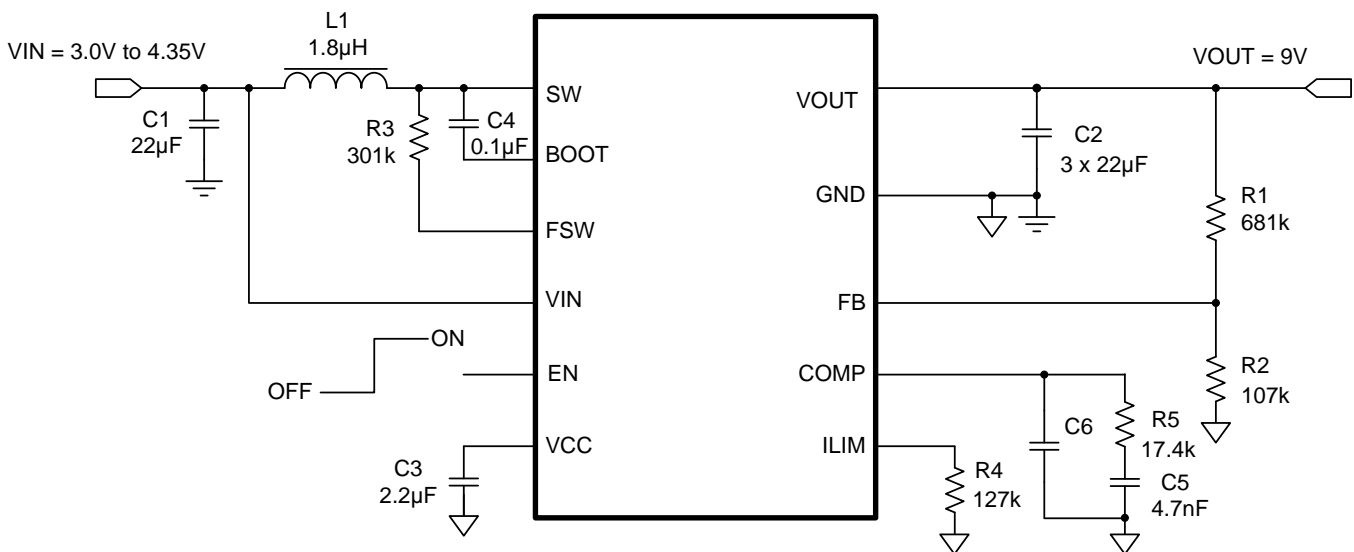 L1
1.8µH
VIN = 3.0V to 4.35V
VOUT = 9V
C1
22µF
R3
301k
C4
0.1µF
SW
BOOT
FSW
VIN
EN
VCC
ON
OFF
C3
2.2µF
VOUT
GND
FB
COMP
ILIM
C2
3 x 22µF
R1
681k
R2
107k
C6
R5
17.4k
C5
4.7nF
R4
127k